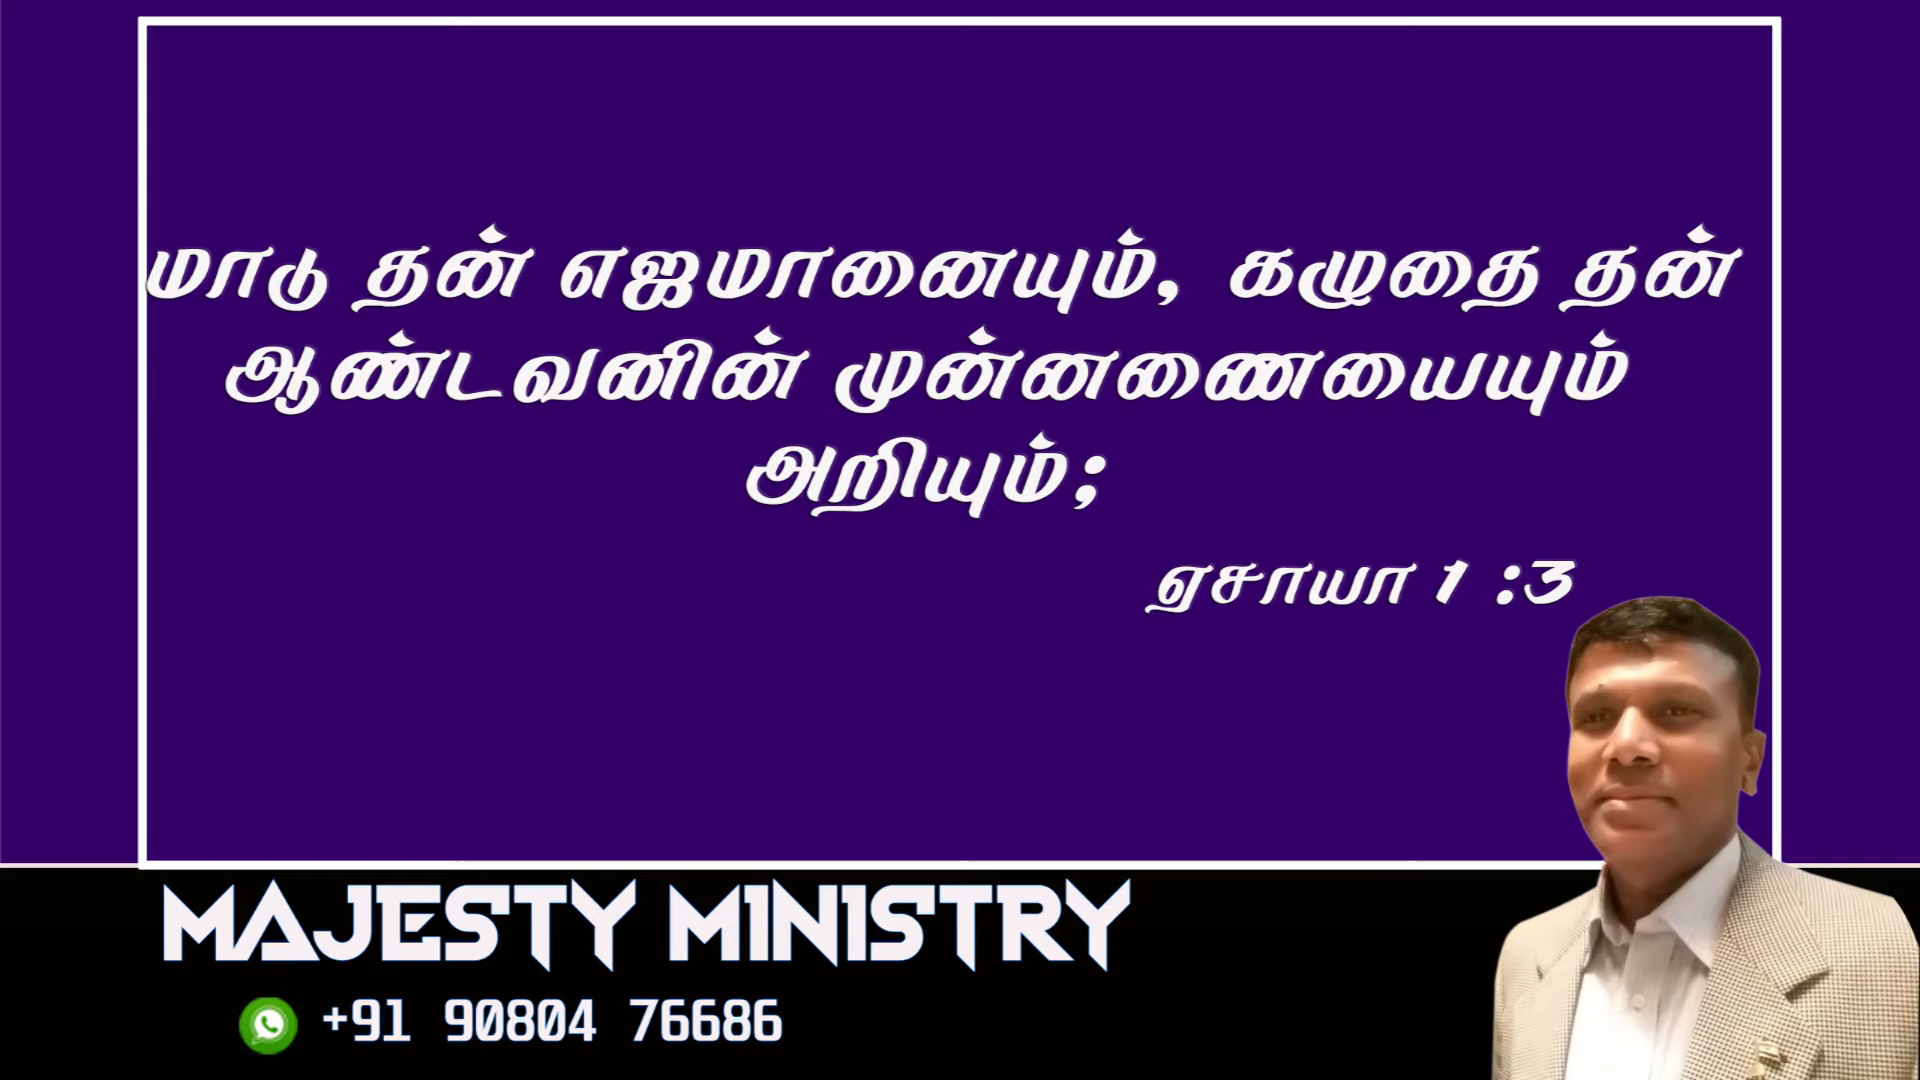 மாடு தன் எஜமானையும், கழுதை தன்
ஆண்டவனின் முன்னணையையும்
அறியும்;
ஏசாயா 1 :3
MAJESTY MINISTRY
+91 90804 76686